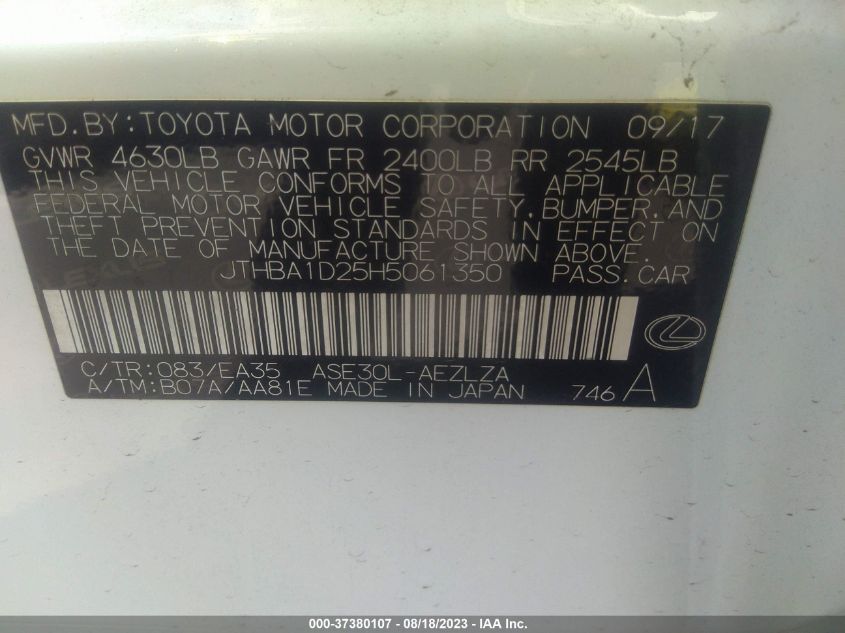 MFD.BY:TOYOTA MOTOR CORPORATION 09/17
GVWR 4630LB GAWR FR 2400LB RR 2545LB
THIS VEHICLE CONFORMS TO ALL APPLICABLE
FEDERAL MOTOR VEHICLE SAFETY,BUMPER,AND
THEFT PREVENTION STANDARDS IN EFFECT ON
THE DATE OF MANUFACTURE SHOWN ABOVE.
JTHBA1D25H5061350 PASS.CAR
C/TR:083/EA35 ASE30L-AEZLZA
A/TM:B07A/AA81E MADE IN JAPAN 746 A
000-37380107 - 08/18/2023 - IAA Inc.